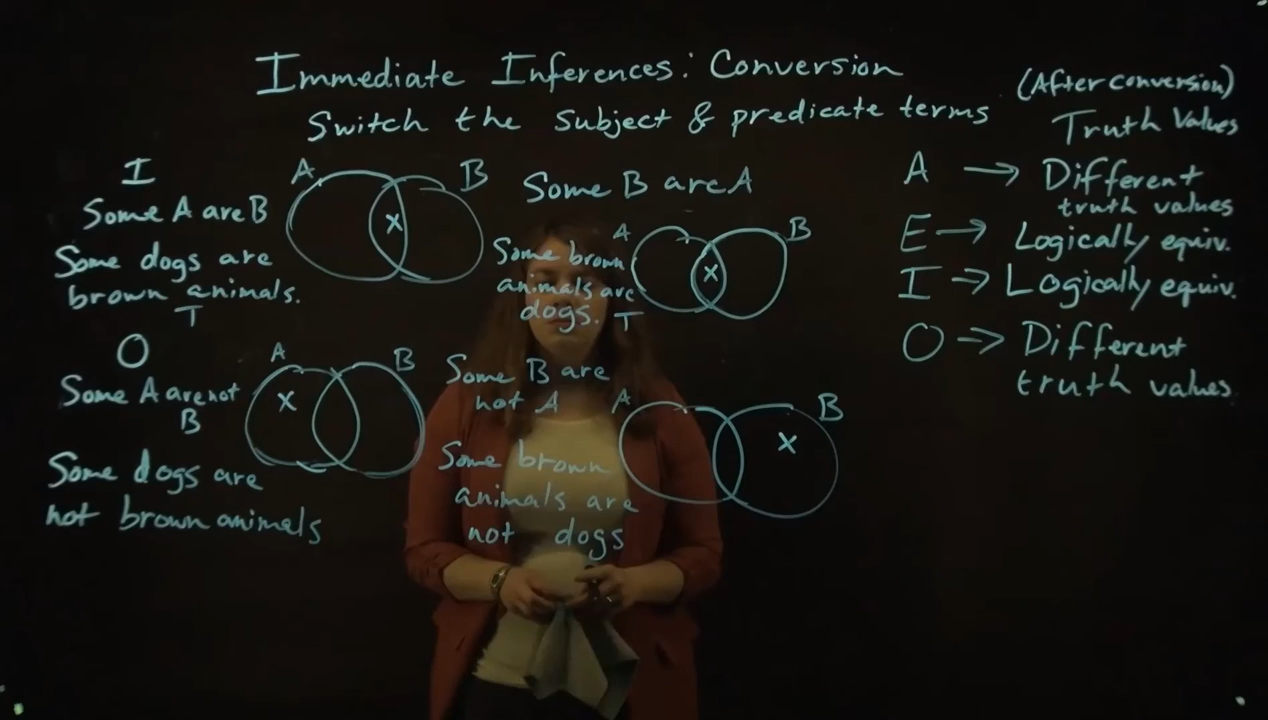 Immediate Inferences: Conversion
Switch the subject & predicate terms
(After conversion)
Truth Values
A → Different
truth values
E → Logically equiv.
I → Logically equiv.
O → Different
truth values
I
Some A are B
Some dogs are
brown animals.
T
A
B
x
Some B are A
Some brown
animals are
dogs. T
A
B
x
O
Some A are not
B
Some dogs are
not brown animals
A
B
x
Some B are
not A
Some brown
animals are
not dogs
A
B
x